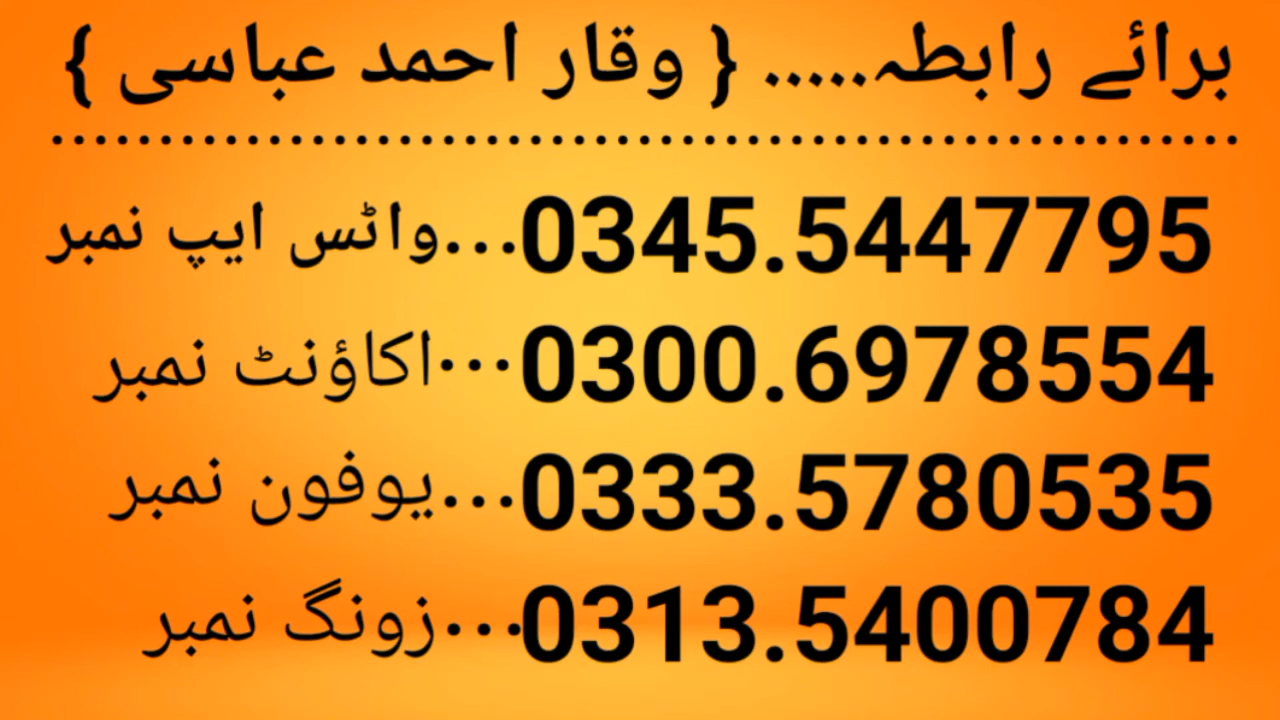 برائے رابطہ..... { وقار احمد عباسی }
0345.5447795...واٹس ایپ نمبر
0300.6978554...اکاؤنٹ نمبر
0333.5780535...یوفون نمبر
0313.5400784...زونگ نمبر